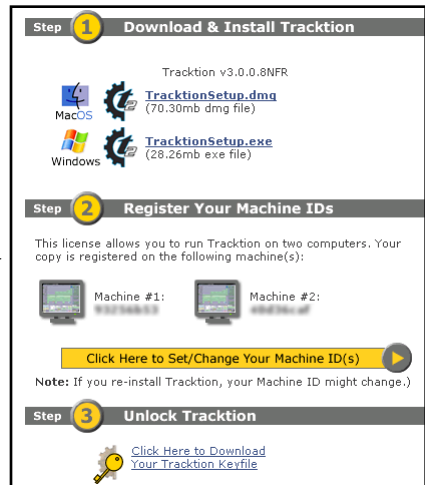 Step 1 Download & Install Tracktion
Tracktion v3.0.0.8NFR
MacOS
TracktionSetup.dmg
(70.30mb dmg file)
Windows
TracktionSetup.exe
(28.26mb exe file)
Step 2 Register Your Machine IDs
This license allows you to run Tracktion on two computers. Your
copy is registered on the following machine(s):
Machine #1:
Machine #2:
Click Here to Set/Change Your Machine ID(s)
Note: If you re-install Tracktion, your Machine ID might change.)
Step 3 Unlock Tracktion
Click Here to Download
Your Tracktion Keyfile